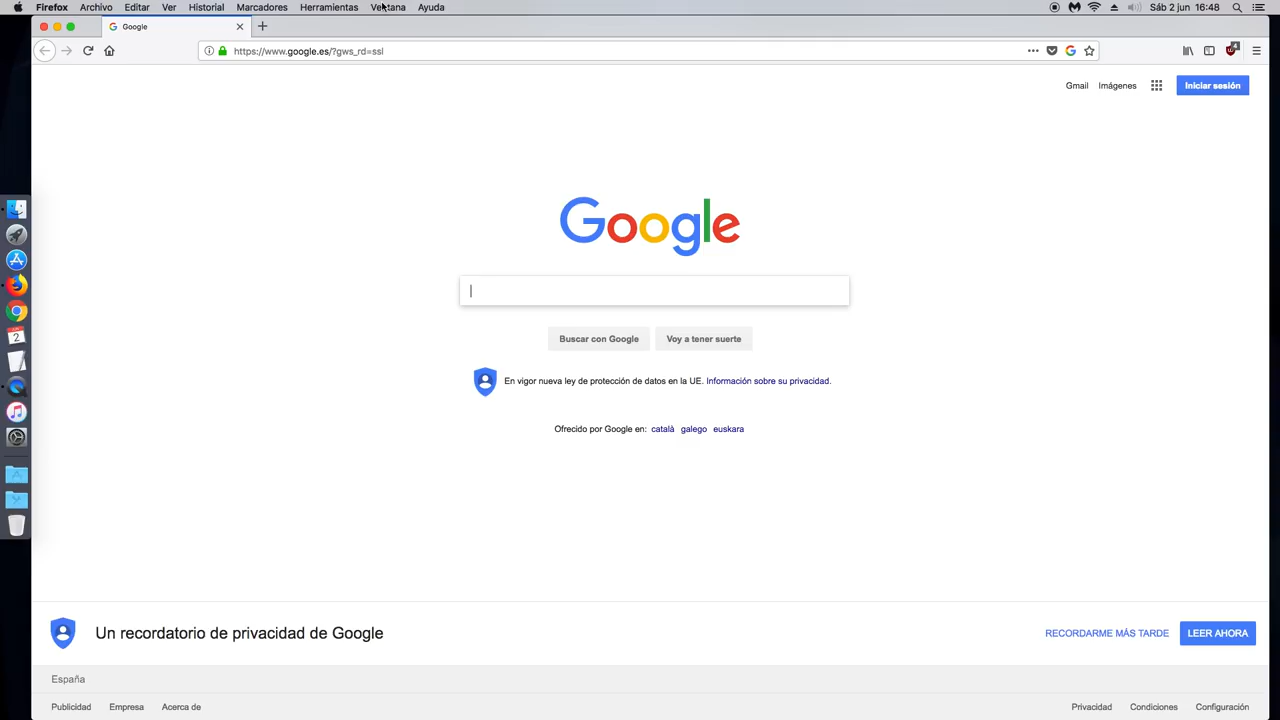 Firefox Archivo Editar Ver Historial Marcadores Herramientas Ventana Ayuda Sáb 2 jun 16:48
Google
https://www.google.es/?gws_rd=ssl
Gmail Imágenes Iniciar sesión
Google
Buscar con Google Voy a tener suerte
En vigor nueva ley de protección de datos en la UE. Información sobre su privacidad.
Ofrecido por Google en: català galego euskara
Un recordatorio de privacidad de Google RECORDARME MÁS TARDE LEER AHORA
España
Publicidad Empresa Acerca de Privacidad Condiciones Configuración